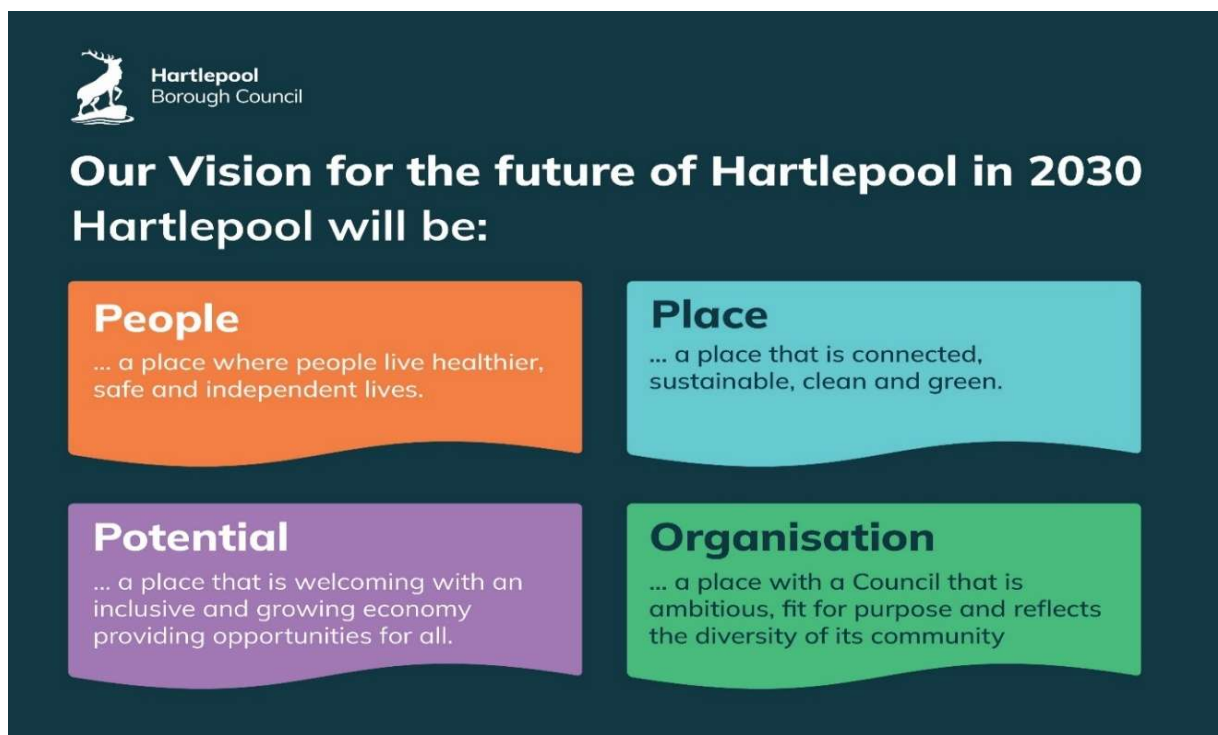 Hartlepool
Borough Council
Our Vision for the future of Hartlepool in 2030
Hartlepool will be:
People
... a place where people live healthier,
safe and independent lives.
Place
... a place that is connected,
sustainable, clean and green.
Potential
... a place that is welcoming with an
inclusive and growing economy
providing opportunities for all.
Organisation
... a place with a Council that is
ambitious, fit for purpose and reflects
the diversity of its community